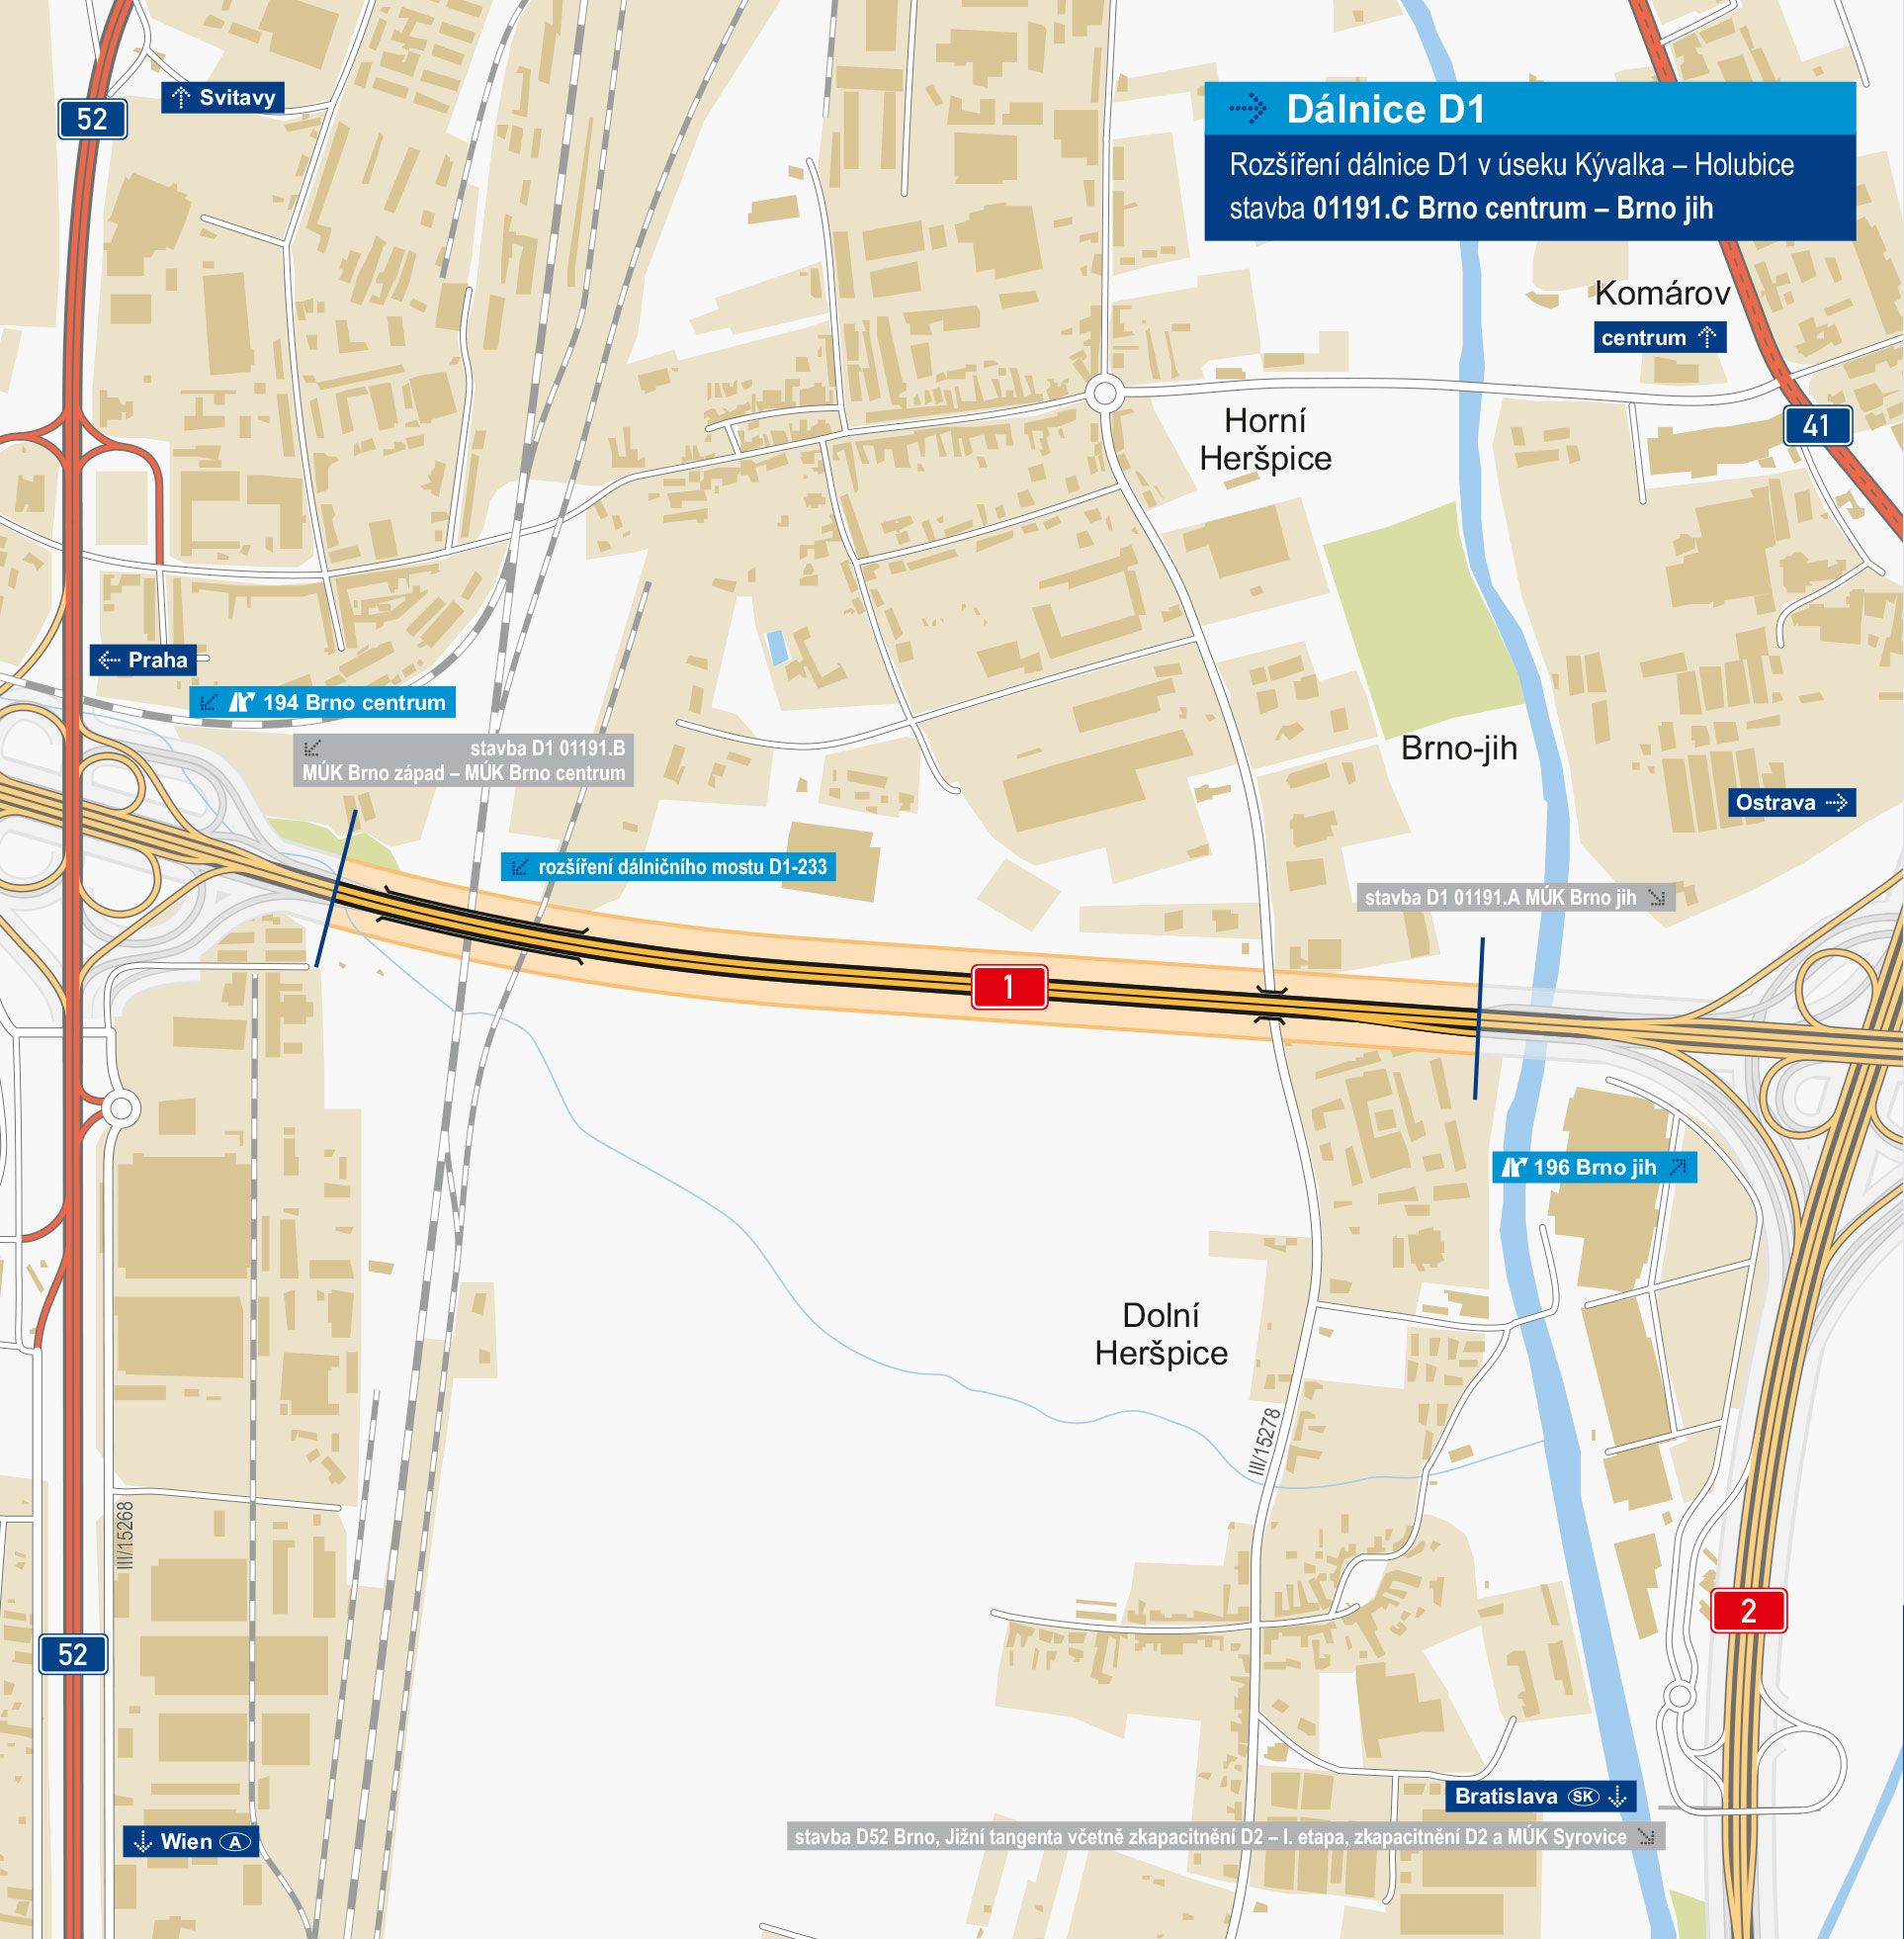 52
Svitavy
Dálnice D1
Rozšíření dálnice D1 v úseku Kývalka – Holubice
stavba 01191.C Brno centrum – Brno jih
Komárov
centrum
41
Horní
Heršpice
Praha
194 Brno centrum
stavba D1 01191.B
MÚK Brno západ – MÚK Brno centrum
Brno-jih
Ostrava
rozšíření dálničního mostu D1-233
stavba D1 01191.A MÚK Brno jih
1
196 Brno jih
Dolní
Heršpice
III/15278
III/15268
2
52
Bratislava SK
Wien A
stavba D52 Brno, Jižní tangenta včetně zkapacitnění D2 – I. etapa, zkapacitnění D2 a MÚK Syrovice